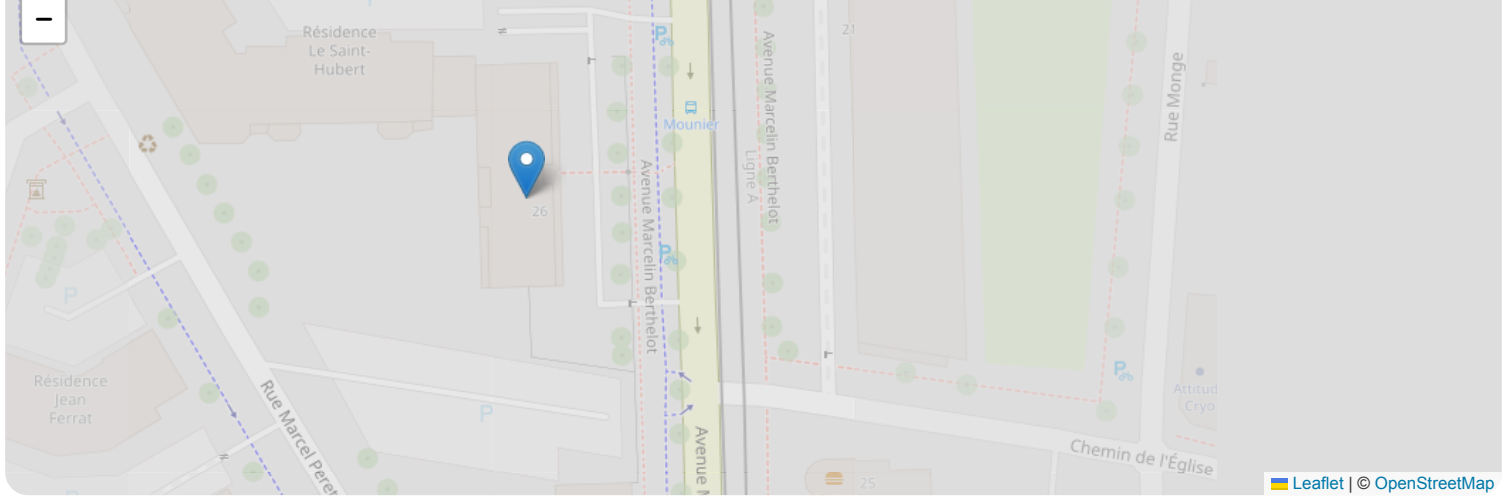 −
Résidence
Le Saint-
Hubert
P
Mounier
Avenue Marcelin Berthelot
Ligne A
21
Rue Monge
Avenue Marcelin Berthelot
26
P
P
Résidence
Jean
Ferrat
Rue Marcel Peret
P
P
Attitud
Cryo
Avenue M
Chemin de l'Église
25
Leaflet | © OpenStreetMap